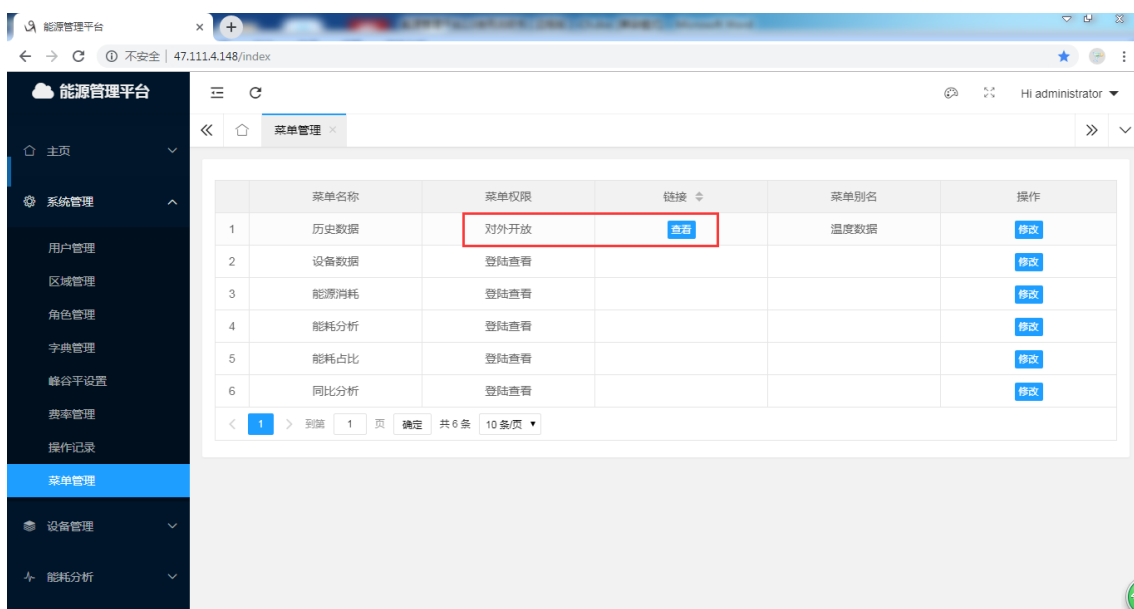 能源管理平台
不安全 | 47.111.4.148/index
能源管理平台
Hi administrator
菜单管理
主页
系统管理
用户管理
区域管理
角色管理
字典管理
峰谷平设置
费率管理
操作记录
菜单管理
设备管理
能耗分析
菜单名称 菜单权限 链接 菜单别名 操作
1 历史数据 对外开放 查看 温度数据 修改
2 设备数据 登陆查看 修改
3 能源消耗 登陆查看 修改
4 能耗分析 登陆查看 修改
5 能耗占比 登陆查看 修改
6 同比分析 登陆查看 修改
1 到第 1 页 确定 共 6 条 10 条/页